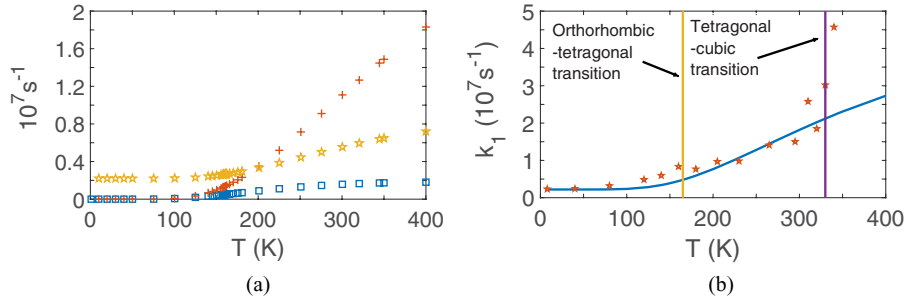 2
1.6
1.2
0.8
0.4
0
10⁷s⁻¹
0 100 200 300 400
T (K)
(a)
5
4
3
2
1
0
k₁ (10⁷s⁻¹)
Orthorhombic
-tetragonal
transition
Tetragonal
-cubic
transition
0 100 200 300 400
T (K)
(b)